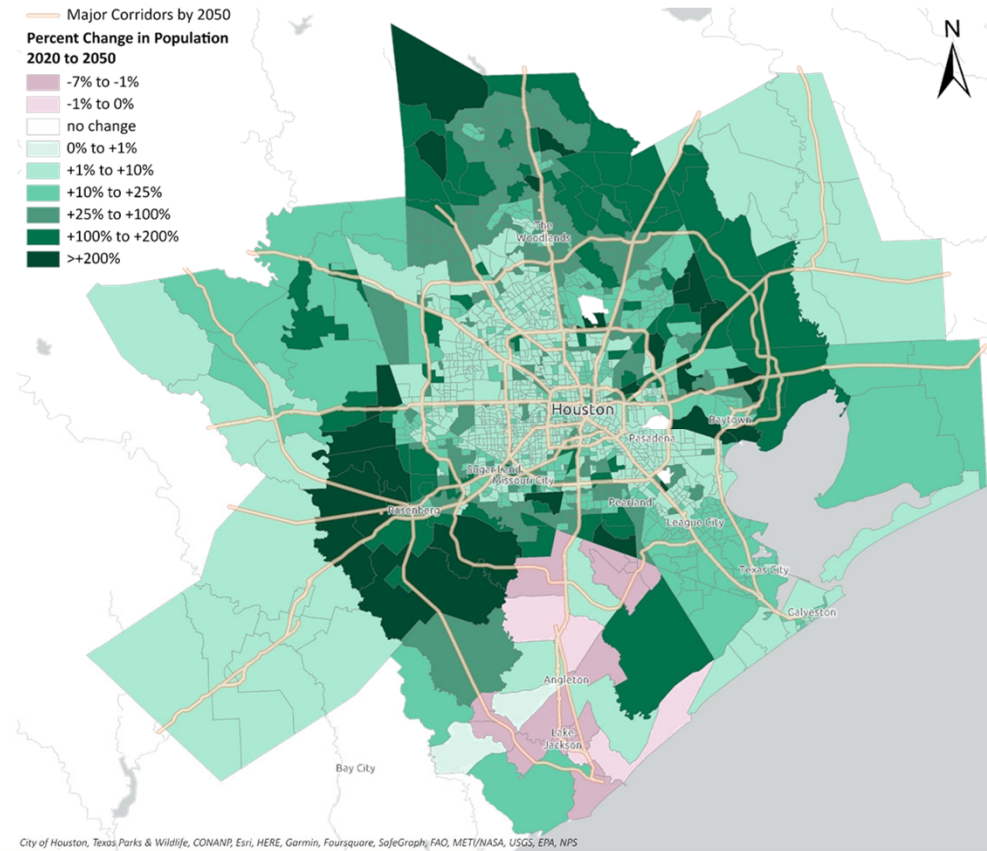 Major Corridors by 2050
Percent Change in Population
2020 to 2050
-7% to -1%
-1% to 0%
no change
0% to +1%
+1% to +10%
+10% to +25%
+25% to +100%
+100% to +200%
>+200%
N
The
Woodlands
Houston
Baytown
Pasadena
Sugar Land
Missouri City
Pearland
Rosenberg
League City
Texas City
Galveston
Angleton
Lake
Jackson
Bay City
City of Houston, Texas Parks & Wildlife, CONANP, Esri, HERE, Garmin, Foursquare, SafeGraph, FAO, METI/NASA, USGS, EPA, NPS